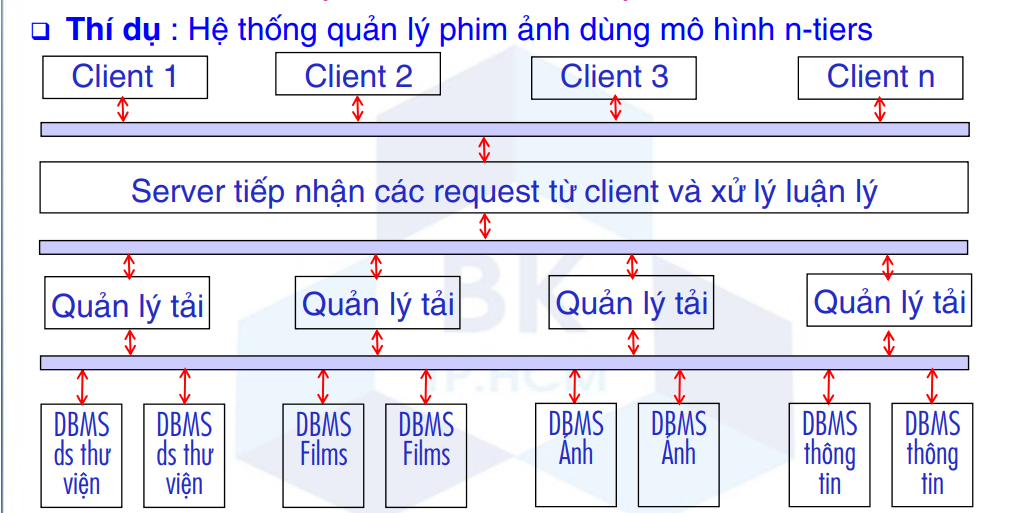 Thí dụ : Hệ thống quản lý phim ảnh dùng mô hình n-tiers
Client 1
Client 2
Client 3
Client n
Server tiếp nhận các request từ client và xử lý luận lý
Quản lý tải
Quản lý tải
Quản lý tải
Quản lý tải
DBMS
ds thư
viện
DBMS
ds thư
viện
DBMS
Films
DBMS
Films
DBMS
Ảnh
DBMS
Ảnh
DBMS
thông
tin
DBMS
thông
tin
BK
TP.HCM